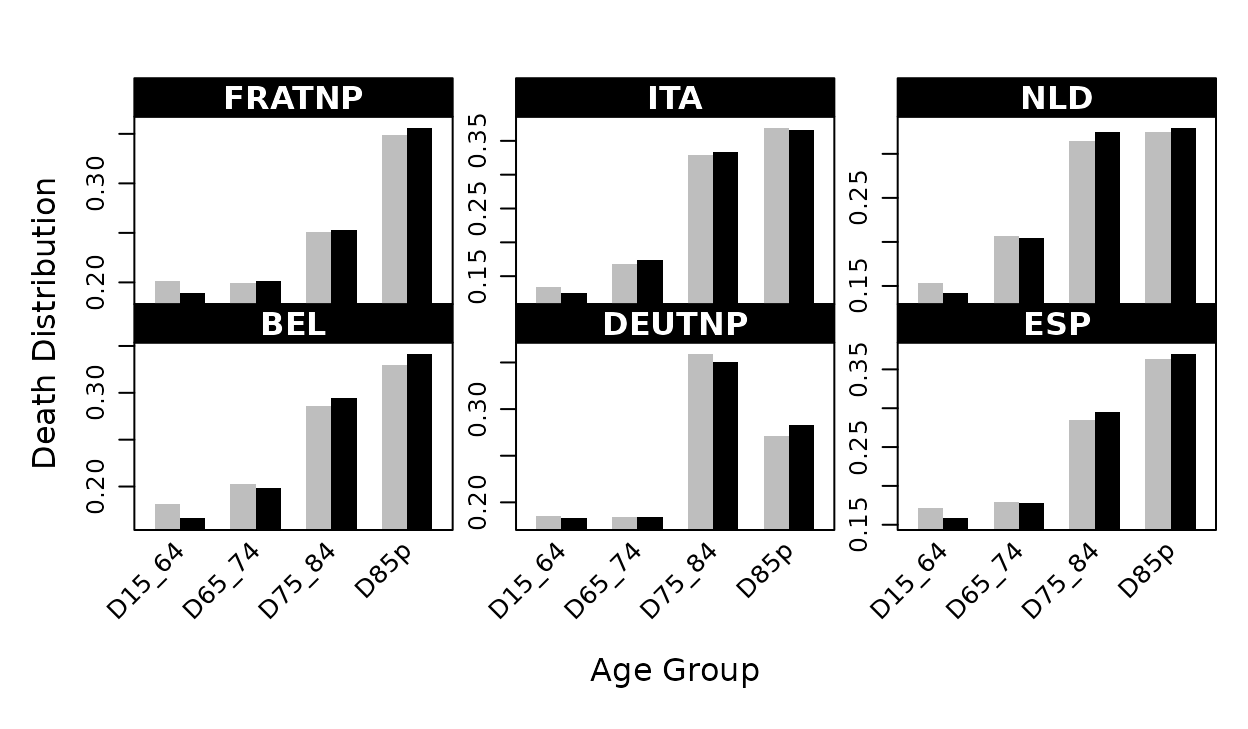 FRATNP
ITA
NLD
0.30
0.20
0.35
0.25
0.15
0.25
0.15
BEL
DEUTNP
ESP
0.30
0.20
0.30
0.20
0.35
0.25
0.15
Death Distribution
D15_64
D65_74
D75_84
D85p
D15_64
D65_74
D75_84
D85p
D15_64
D65_74
D75_84
D85p
Age Group